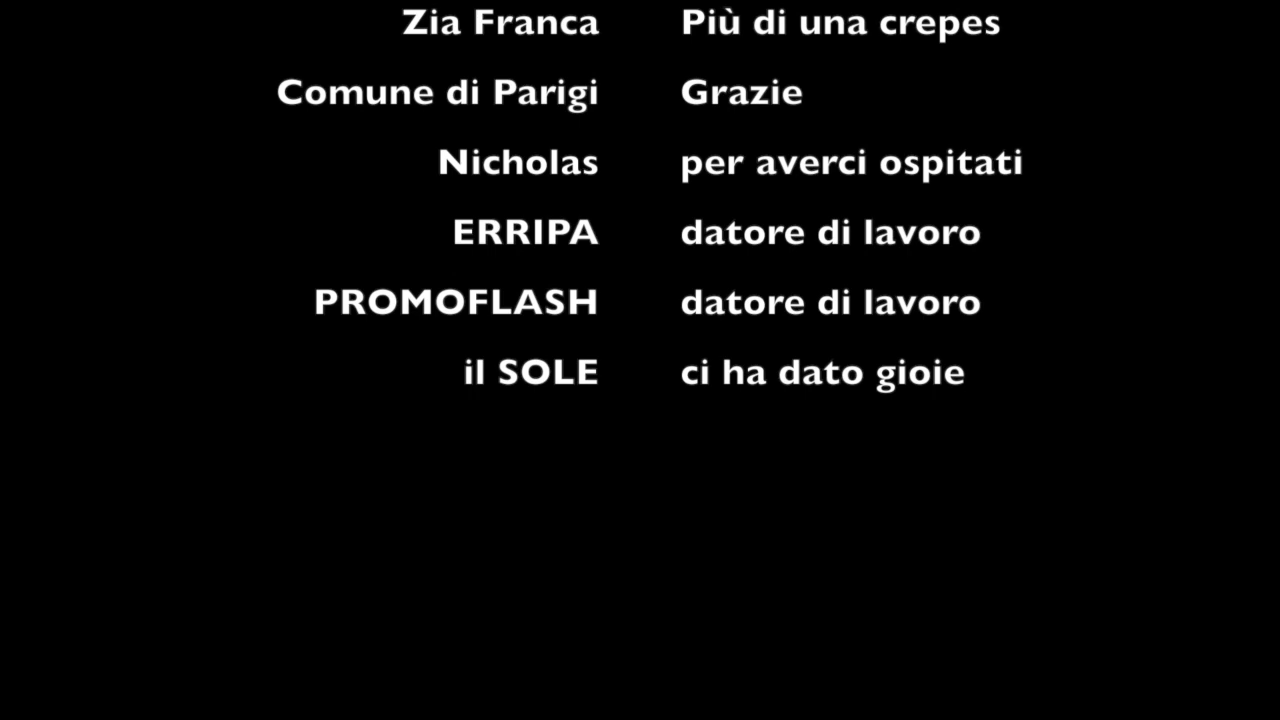 Zia Franca Più di una crepes
Comune di Parigi Grazie
Nicholas per averci ospitati
ERRIPA datore di lavoro
PROMOFLASH datore di lavoro
il SOLE ci ha dato gioie